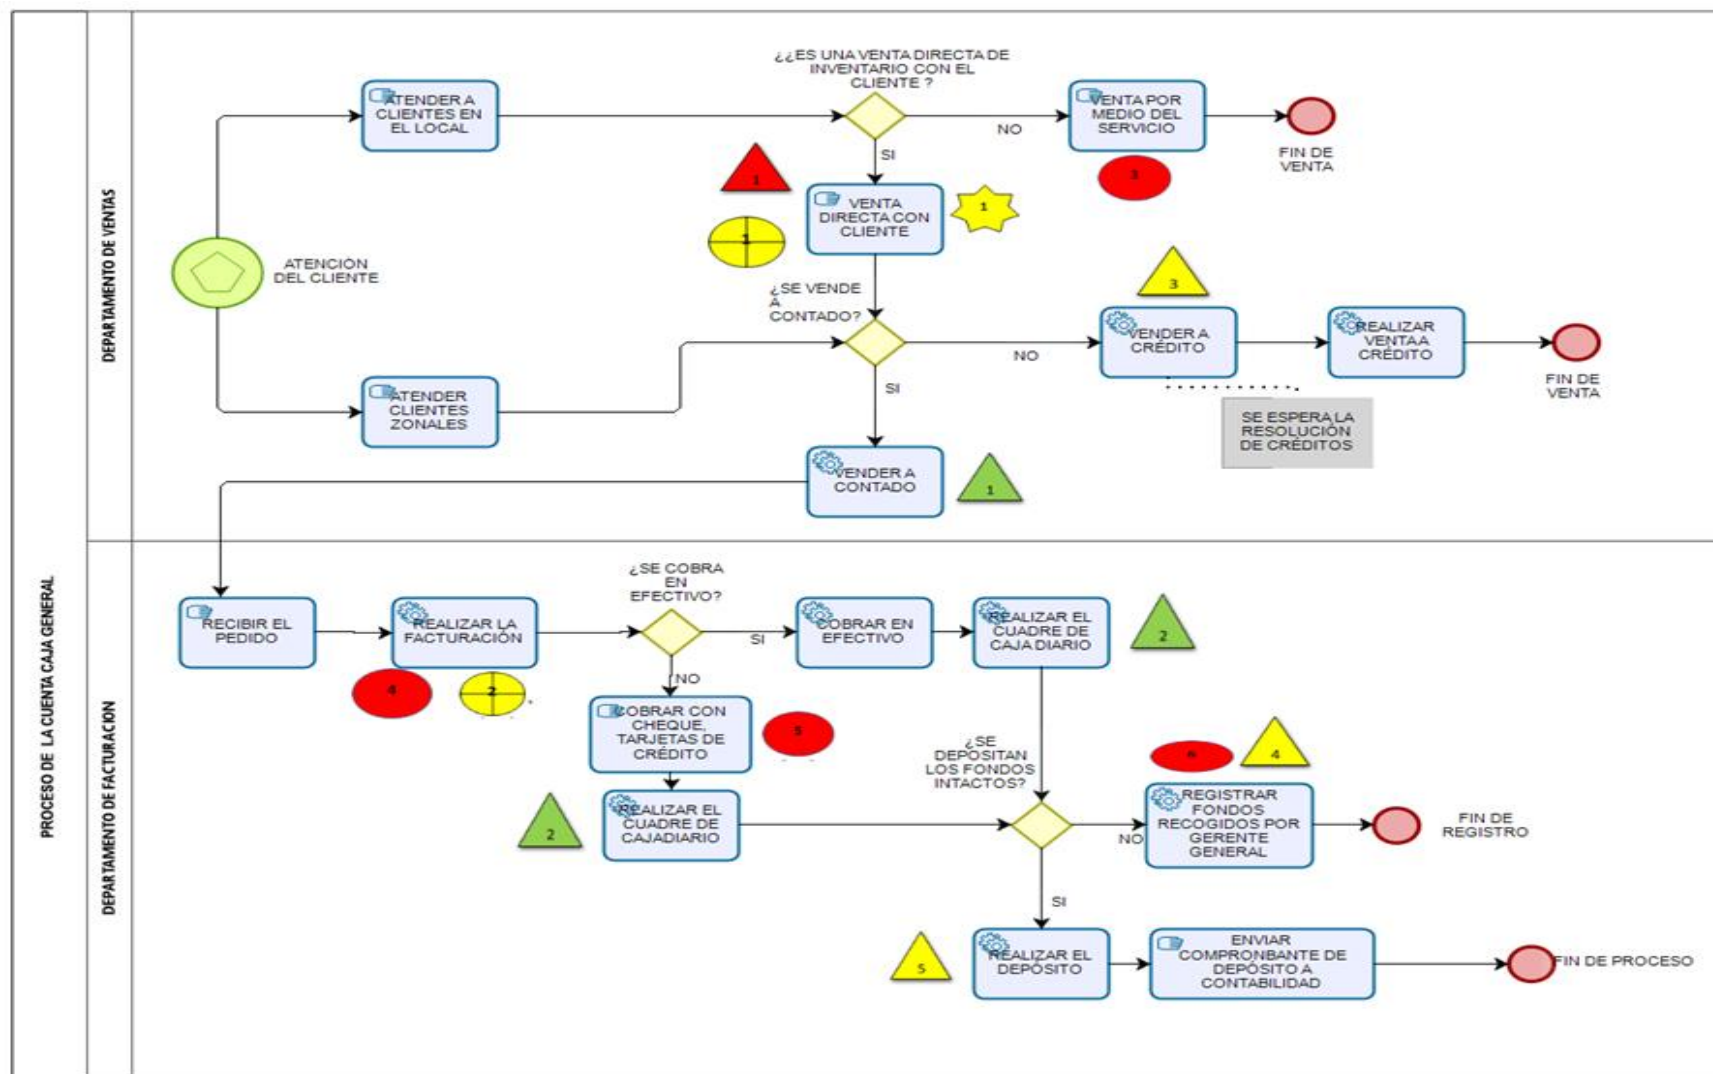 PROCESO DE LA CUENTA CAJA GENERAL
DEPARTAMENTO DE VENTAS
¿¿ES UNA VENTA DIRECTA DE
INVENTARIO CON EL
CLIENTE ?
ATENDER A
CLIENTES EN
EL LOCAL
NO
VENTA POR
MEDIO DEL
SERVICIO
FIN DE
VENTA
SI
1
3
VENTA
DIRECTA CON
CLIENTE
1
1
ATENCIÓN
DEL CLIENTE
¿SE VENDE
A
CONTADO?
3
NO
VENDER A
CRÉDITO
REALIZAR
VENTA A
CRÉDITO
FIN DE
VENTA
SI
ATENDER
CLIENTES
ZONALES
SE ESPERA LA
RESOLUCIÓN
DE CRÉDITOS
VENDER A
CONTADO
1
DEPARTAMENTO DE FACTURACION
¿SE COBRA
EN
EFECTIVO?
RECIBIR EL
PEDIDO
REALIZAR LA
FACTURACIÓN
SI
COBRAR EN
EFECTIVO
REALIZAR EL
CUADRE DE
CAJA DIARIO
2
4
2
NO
COBRAR CON
CHEQUE,
TARJETAS DE
CRÉDITO
¿SE
DEPOSITAN
LOS FONDOS
INTACTOS?
4
REALIZAR EL
CUADRE DE
CAJADIARIO
2
NO
REGISTRAR
FONDOS
RECOGIDOS POR
GERENTE
GENERAL
FIN DE
REGISTRO
SI
5
REALIZAR EL
DEPÓSITO
ENVIAR
COMPRONBANTE DE
DEPÓSITO A
CONTABILIDAD
FIN DE PROCESO